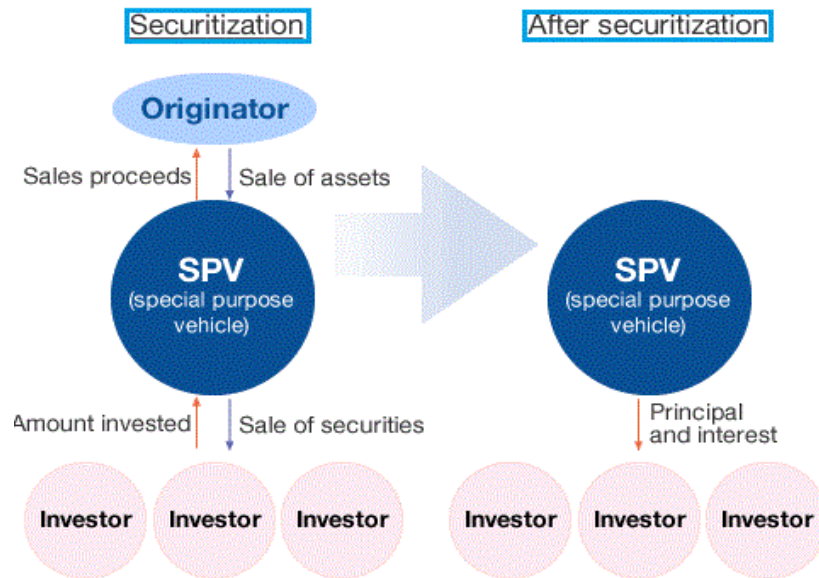 Securitization
After securitization
Originator
Sales proceeds
Sale of assets
SPV
(special purpose
vehicle)
SPV
(special purpose
vehicle)
Amount invested
Sale of securities
Principal
and interest
Investor
Investor
Investor
Investor
Investor
Investor